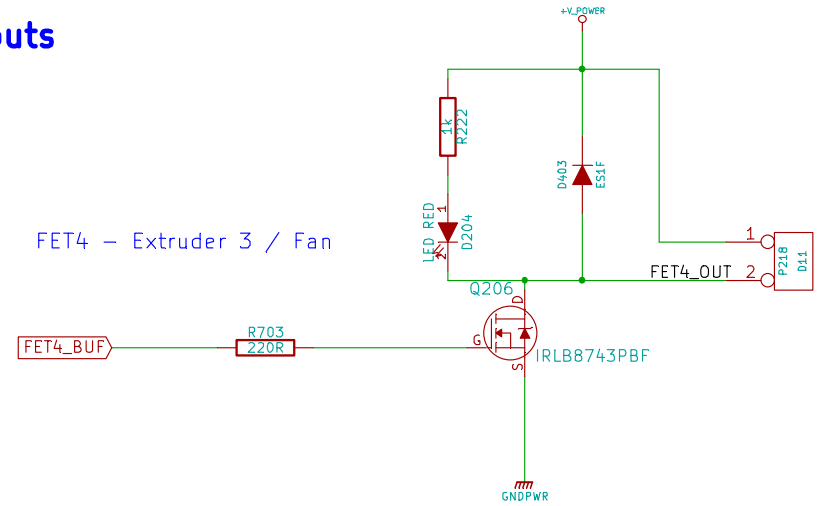 +V_POWER
outs
1k
R222
D403
ES1F
LED RED
1
2
D204
FET4 - Extruder 3 / Fan
1
2
P218
D11
FET4_OUT
Q206
D
G
S
IRLB8743PBF
R703
220R
FET4_BUF
GNDPWR